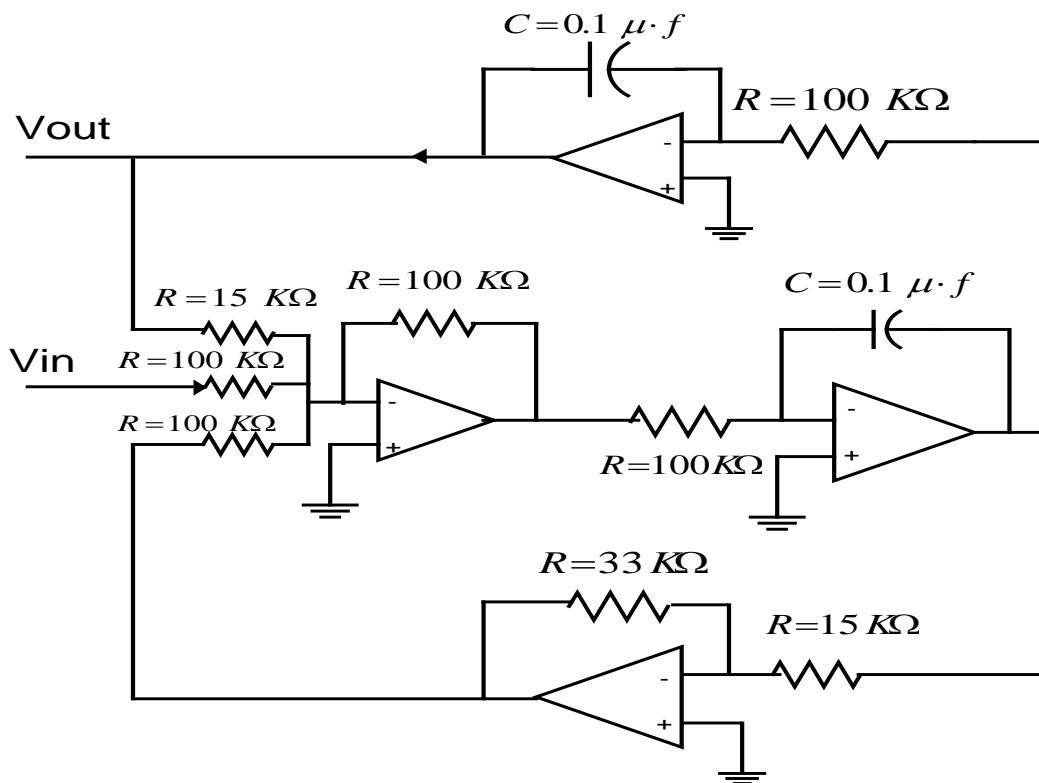 C=0.1 μ·f
R=100 KΩ
Vout
-
+
R=100 KΩ
C=0.1 μ·f
R=15 KΩ
Vin
R=100 KΩ
-
-
R=100 KΩ
+
+
R=100KΩ
R=33 KΩ
R=15 KΩ
-
+